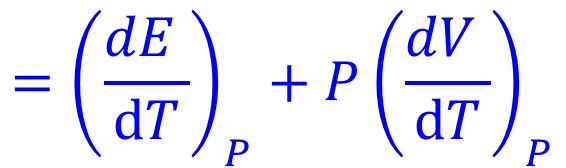 = (dE/dT)_P + P (dV/dT)_P